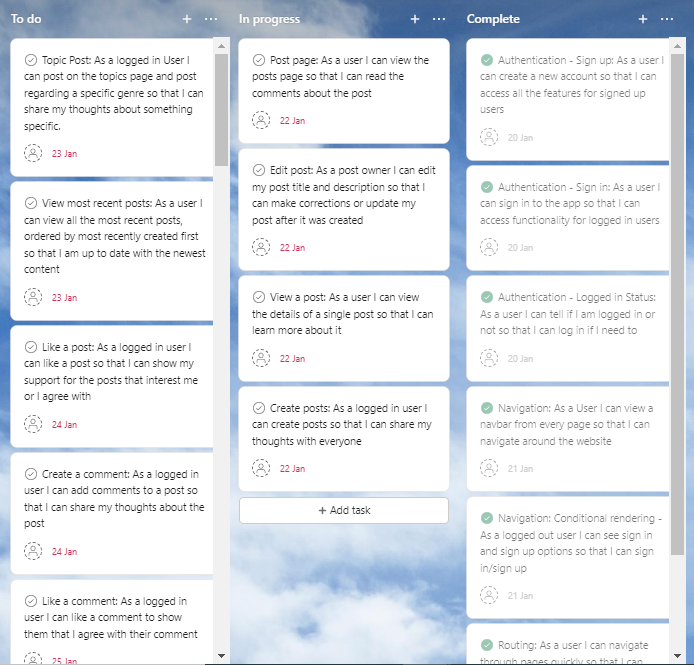 To do
Topic Post: As a logged in User I
can post on the topics page and post
regarding a specific genre so that I can
share my thoughts about something
specific.
23 Jan
View most recent posts: As a user I
can view all the most recent posts,
ordered by most recently created first
so that I am up to date with the newest
content
23 Jan
Like a post: As a logged in user I
can like a post so that I can show my
support for the posts that interest me
or I agree with
24 Jan
Create a comment: As a logged in
user I can add comments to a post so
that I can share my thoughts about the
post
24 Jan
Like a comment: As a logged in
user I can like a comment to show
them that I agree with their comment
25 Jan
In progress
Post page: As a user I can view the
posts page so that I can read the
comments about the post
22 Jan
Edit post: As a post owner I can edit
my post title and description so that I
can make corrections or update my
post after it was created
22 Jan
View a post: As a user I can view
the details of a single post so that I can
learn more about it
22 Jan
Create posts: As a logged in user I
can create posts so that I can share my
thoughts with everyone
22 Jan
+ Add task
Complete
Authentication - Sign up: As a user I
can create a new account so that I can
access all the features for signed up
users
20 Jan
Authentication - Sign in: As a user I
can sign in to the app so that I can
access functionality for logged in users
20 Jan
Authentication - Logged in Status:
As a user I can tell if I am logged in or
not so that I can log in if I need to
20 Jan
Navigation: As a User I can view a
navbar from every page so that I can
navigate around the website
21 Jan
Navigation: Conditional rendering -
As a logged out user I can see sign in
and sign up options so that I can sign
in/sign up
21 Jan
Routing: As a user I can navigate
through pages quickly so that I can